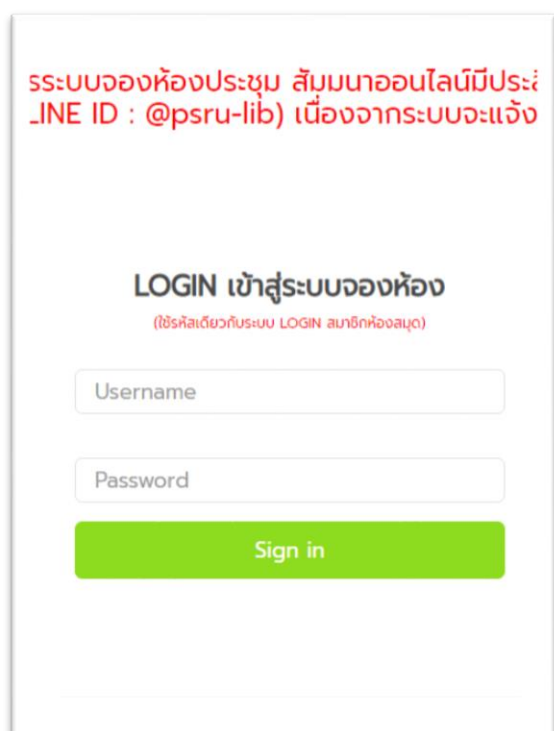 รระบบจองห้องประชุม สัมมนาออนไลน์มีประสิ
LINE ID : @psru-lib) เนื่องจากระบบจะแจ้ง
LOGIN เข้าสู่ระบบจองห้อง
(ใช้รหัสเดียวกับระบบ LOGIN สมาชิกห้องสมุด)
Username
Password
Sign in